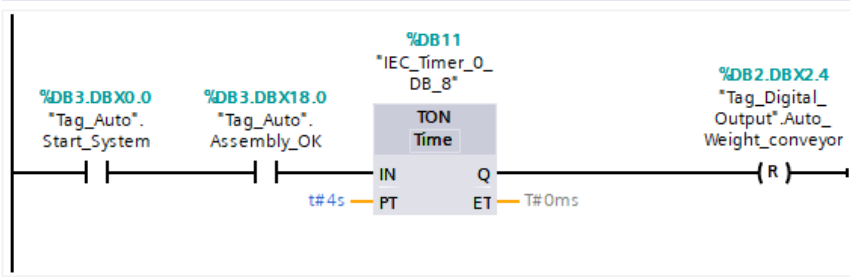 %DB11
"IEC_Timer_0_
DB_8"
%DB3.DBX0.0
"Tag_Auto".
Start_System
%DB3.DBX18.0
"Tag_Auto".
Assembly_OK
TON
Time
%DB2.DBX2.4
"Tag_Digital_
Output".Auto_
Weight_conveyor
IN
Q
R
t#4s
PT
ET
T#0ms